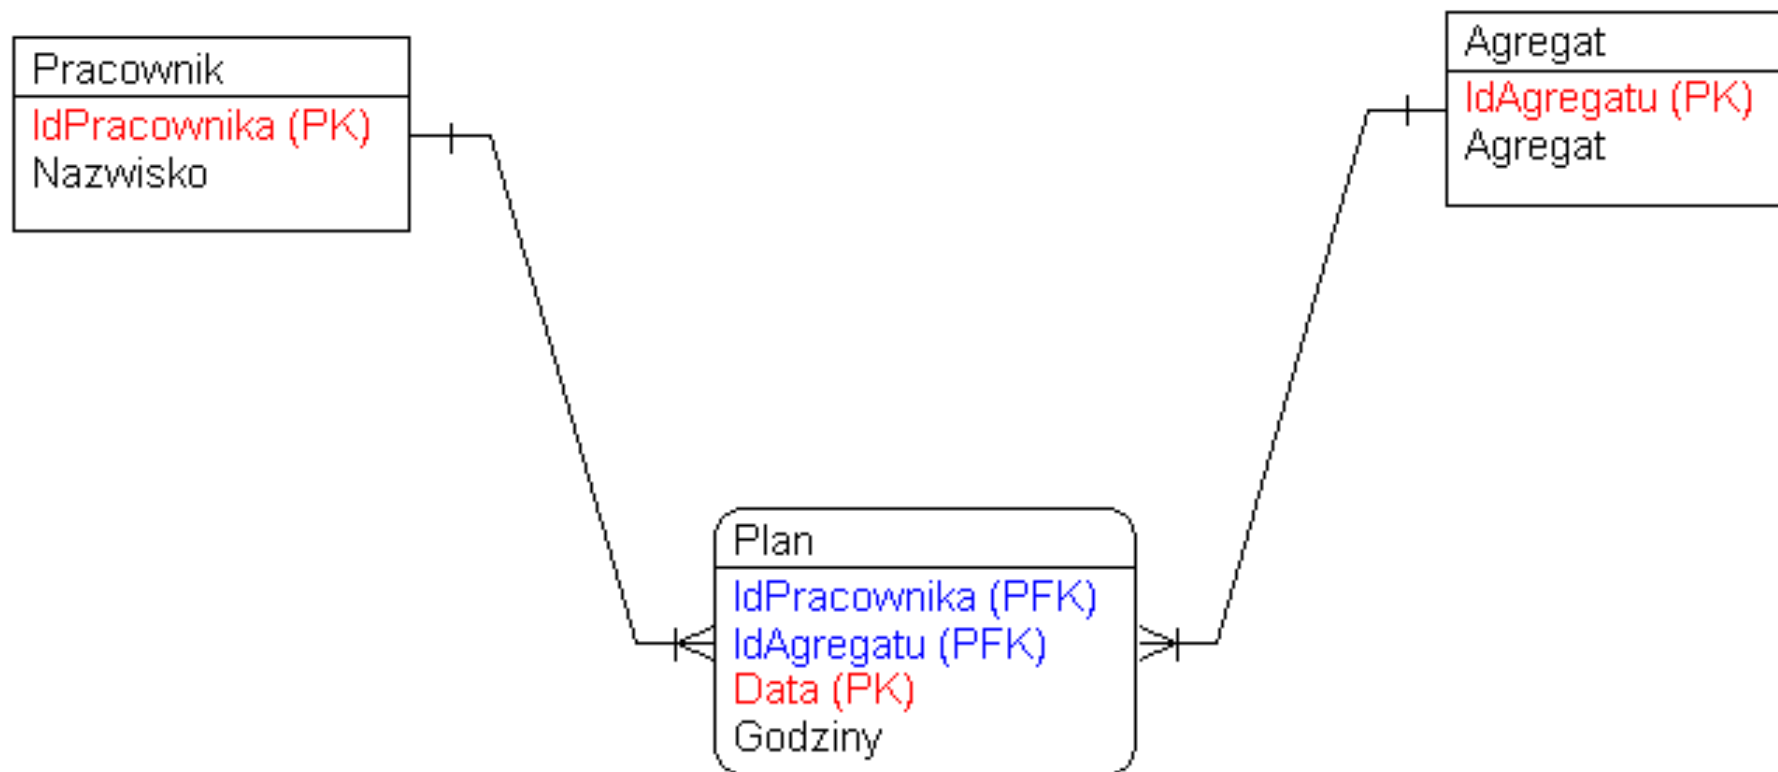 Pracownik
IdPracownika (PK)
Nazwisko
Agregat
IdAgregatu (PK)
Agregat
Plan
IdPracownika (PFK)
IdAgregatu (PFK)
Data (PK)
Godziny